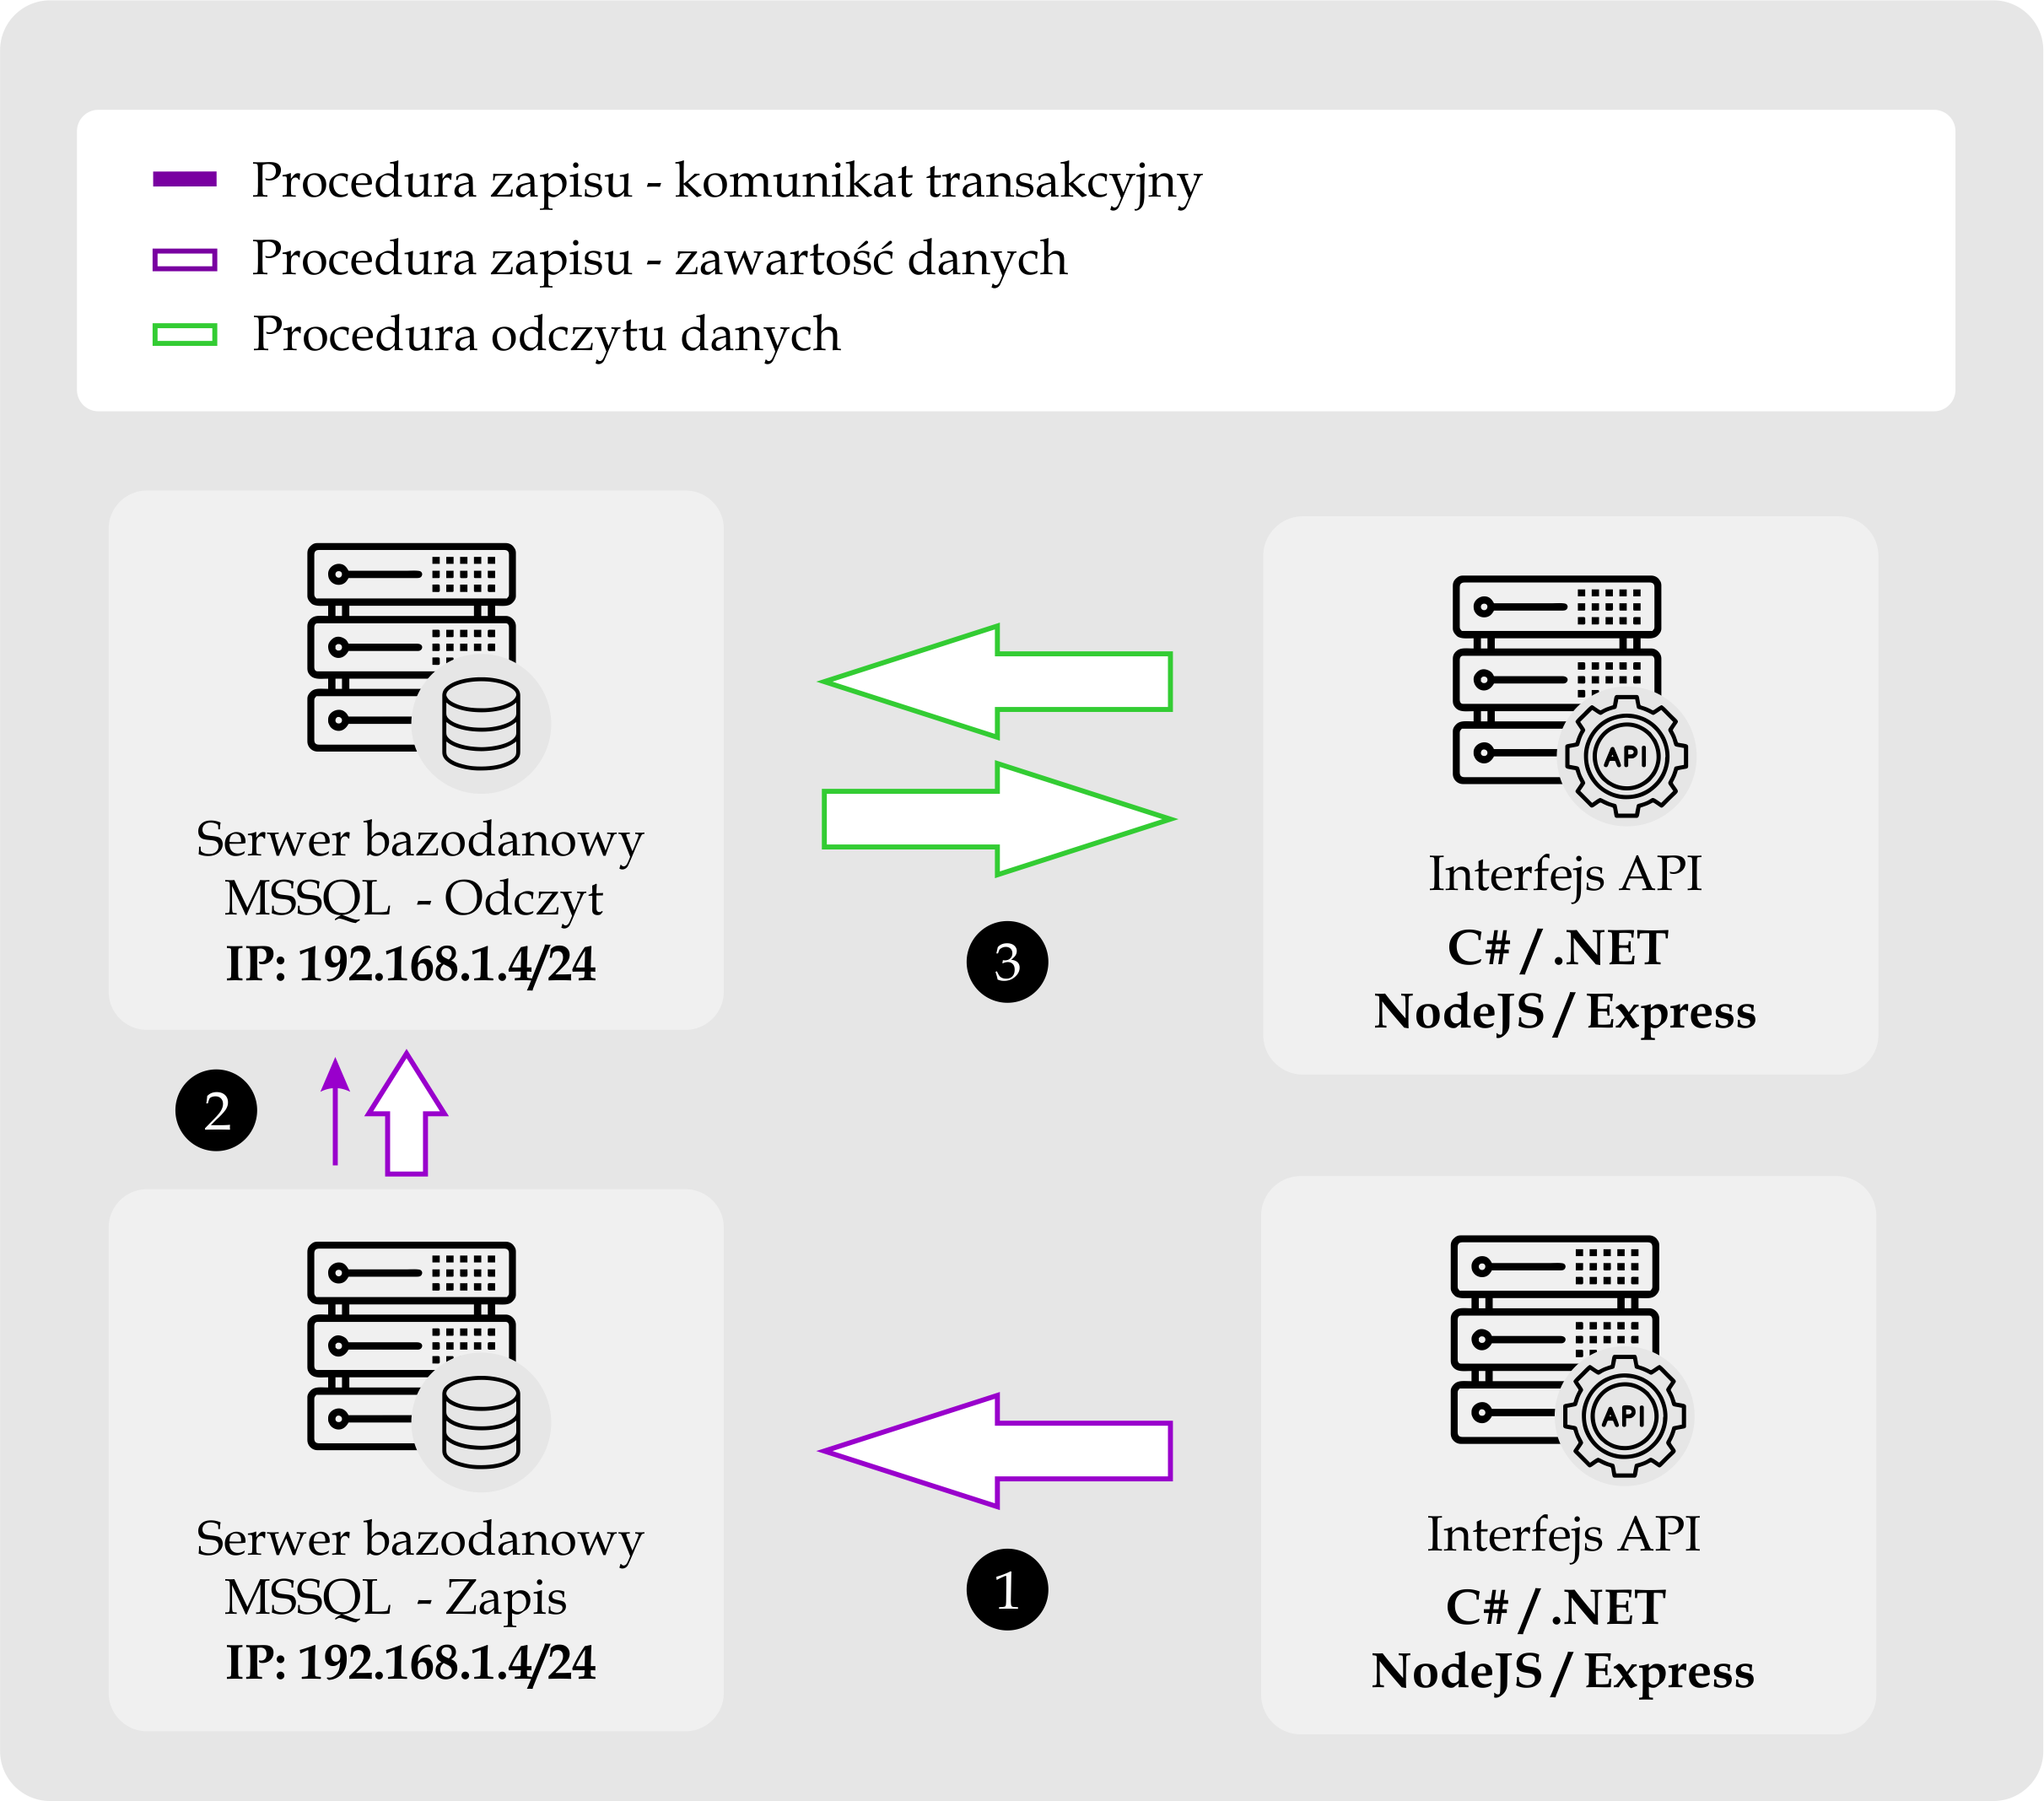 Procedura zapisu - komunikat transakcyjny
Procedura zapisu - zawartość danych
Procedura odczytu danych
Serwer bazodanowy
MSSQL - Odczyt
IP: 192.168.1.4/24
API
Interfejs API
C# / .NET
NodeJS / Express
3
2
Serwer bazodanowy
MSSQL - Zapis
IP: 192.168.1.4/24
1
API
Interfejs API
C# / .NET
NodeJS / Express